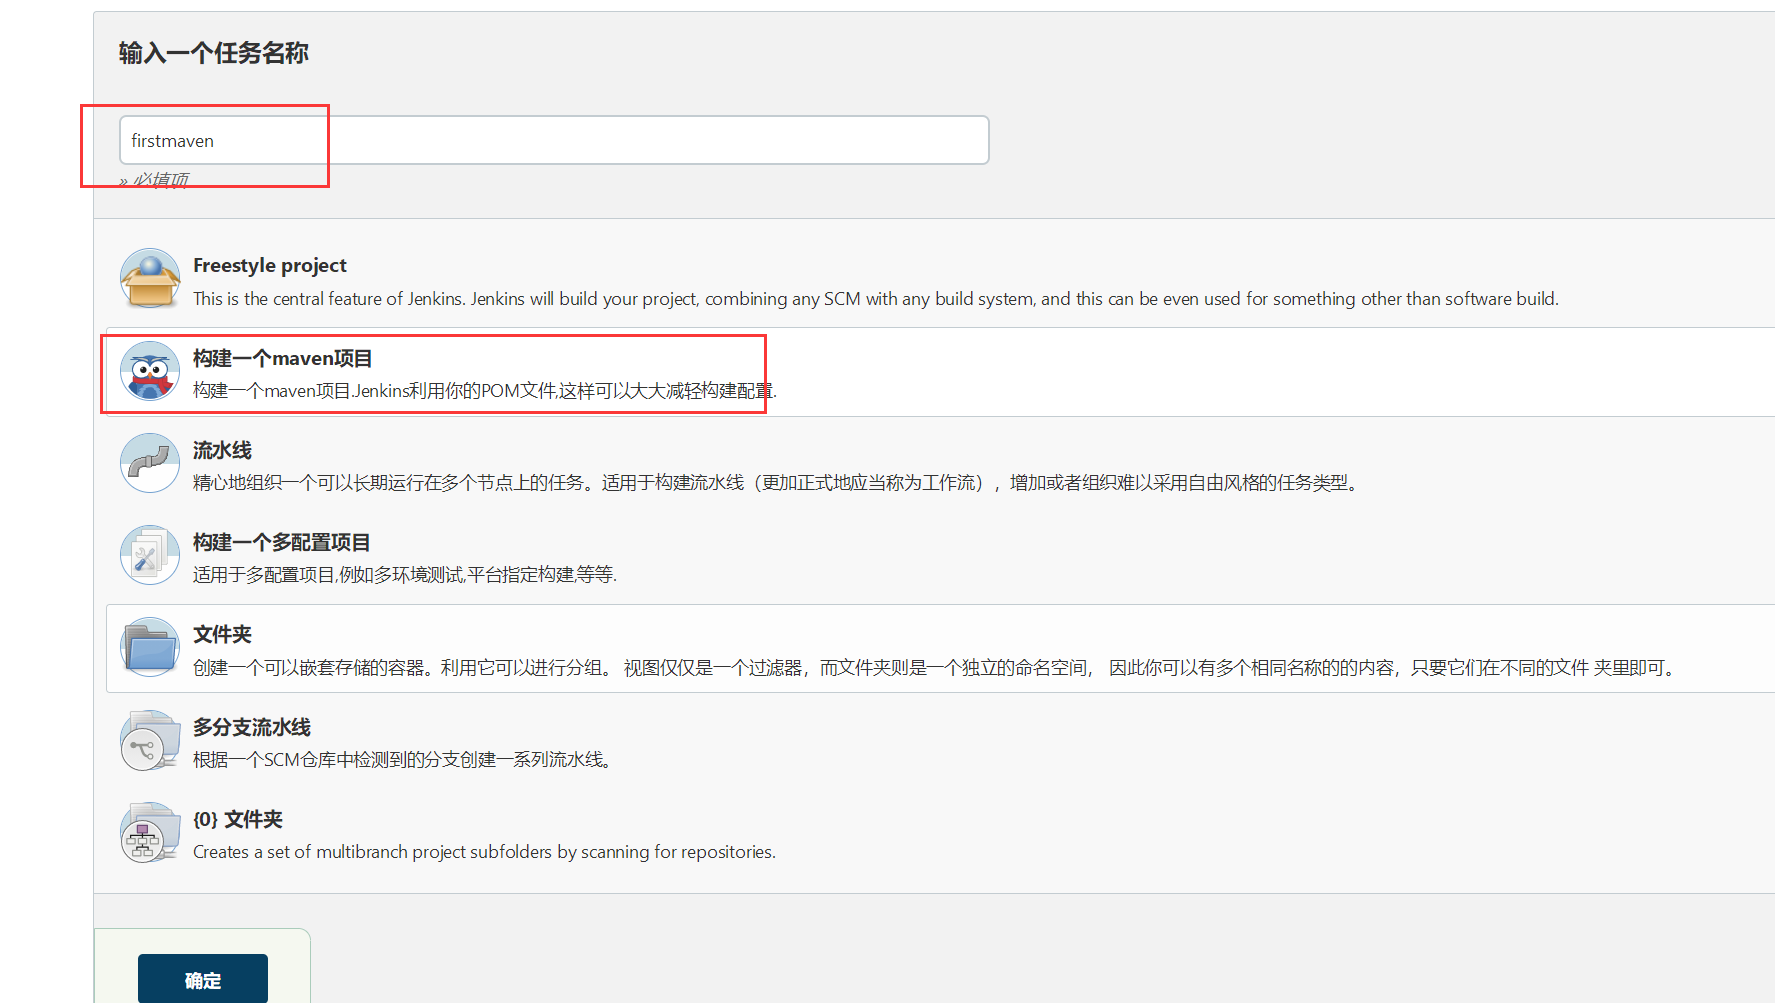 输入一个任务名称
firstmaven
» 必填项
Freestyle project
This is the central feature of Jenkins. Jenkins will build your project, combining any SCM with any build system, and this can be even used for something other than software build.
构建一个maven项目
构建一个maven项目.Jenkins利用你的POM文件,这样可以大大减轻构建配置.
流水线
精心地组织一个可以长期运行在多个节点上的任务。适用于构建流水线（更加正式地应当称为工作流），增加或者组织难以采用自由风格的任务类型。
构建一个多配置项目
适用于多配置项目,例如多环境测试,平台指定构建,等等.
文件夹
创建一个可以嵌套存储的容器。利用它可以进行分组。 视图仅仅是一个过滤器，而文件夹则是一个独立的命名空间， 因此你可以有多个相同名称的的内容，只要它们在不同的文件 夹里即可。
多分支流水线
根据一个SCM仓库中检测到的分支创建一系列流水线。
{0} 文件夹
Creates a set of multibranch project subfolders by scanning for repositories.
确定